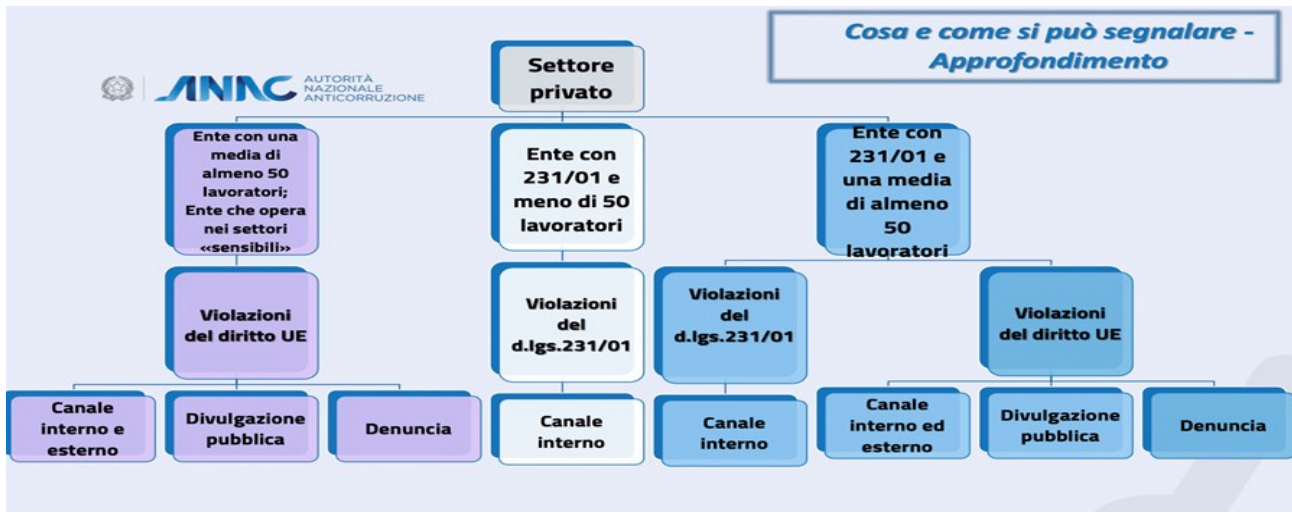 Cosa e come si può segnalare -
Approfondimento
ANAC
AUTORITÀ
NAZIONALE
ANTICORRUZIONE
Settore
privato
Ente con una
media di
almeno 50
lavoratori;
Ente che opera
nei settori
«sensibili»
Ente con
231/01 e
meno di 50
lavoratori
Ente con
231/01 e
una media
di almeno
50
lavoratori
Violazioni
del diritto UE
Violazioni
del
d.lgs.231/01
Violazioni
del
d.lgs.231/01
Violazioni
del diritto UE
Canale
interno e
esterno
Divulgazione
pubblica
Denuncia
Canale
interno
Canale
interno
Canale
interno ed
esterno
Divulgazione
pubblica
Denuncia